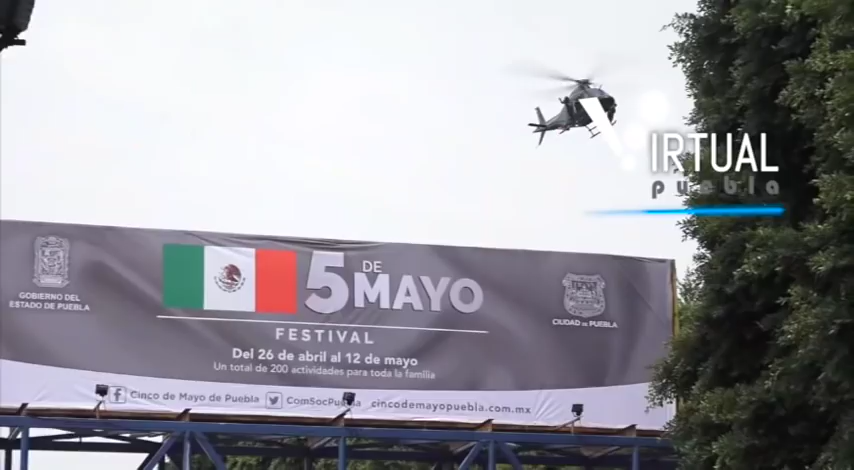 VIRTUAL
puebla
GOBIERNO DEL
ESTADO DE PUEBLA
5 DE MAYO
CIUDAD DE PUEBLA
FESTIVAL
Del 26 de abril al 12 de mayo
Un total de 200 actividades para toda la familia
Cinco de Mayo de Puebla
ComSocPuebla
cincodemayopuebla.com.mx